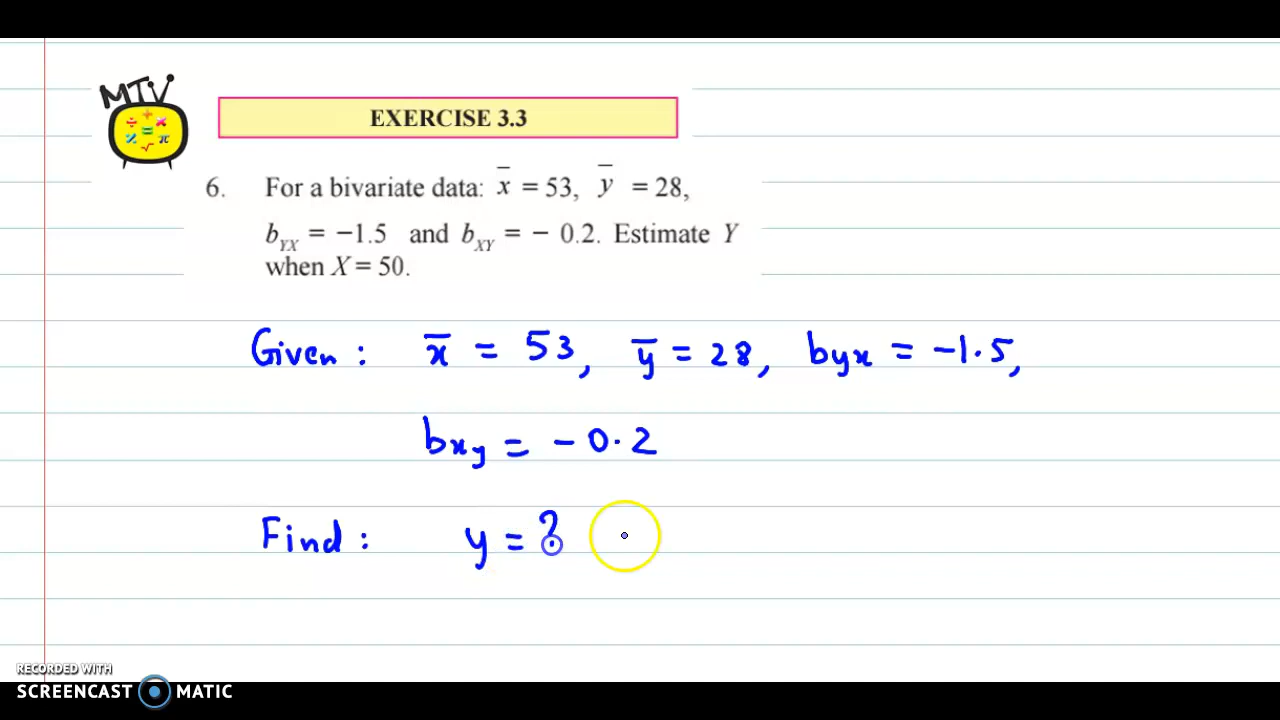 MTV
÷ + × % = π √
EXERCISE 3.3
6. For a bivariate data: x̅ = 53, y̅ = 28,
b_YX = −1.5 and b_XY = − 0.2. Estimate Y
when X = 50.
Given : x̅ = 53, y̅ = 28, byx = -1.5,
bxy = -0.2
Find : y = ?
RECORDED WITH
SCREENCAST MATIC